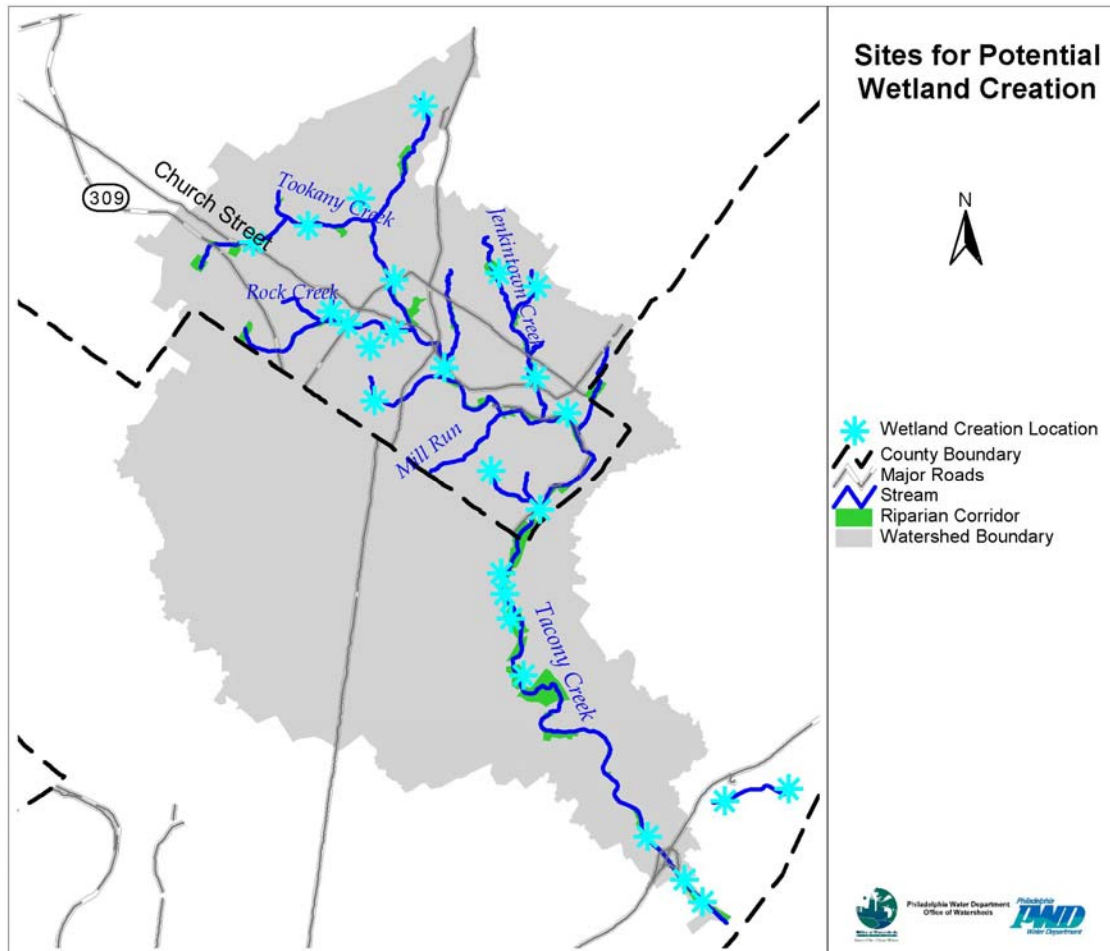 Sites for Potential
Wetland Creation
N
309
Church Street
Tookany Creek
Jenkintown Creek
Rock Creek
Mill Run
Tacony Creek
Wetland Creation Location
County Boundary
Major Roads
Stream
Riparian Corridor
Watershed Boundary
Philadelphia Water Department
Office of Watersheds
Philadelphia
PWD
Water Department